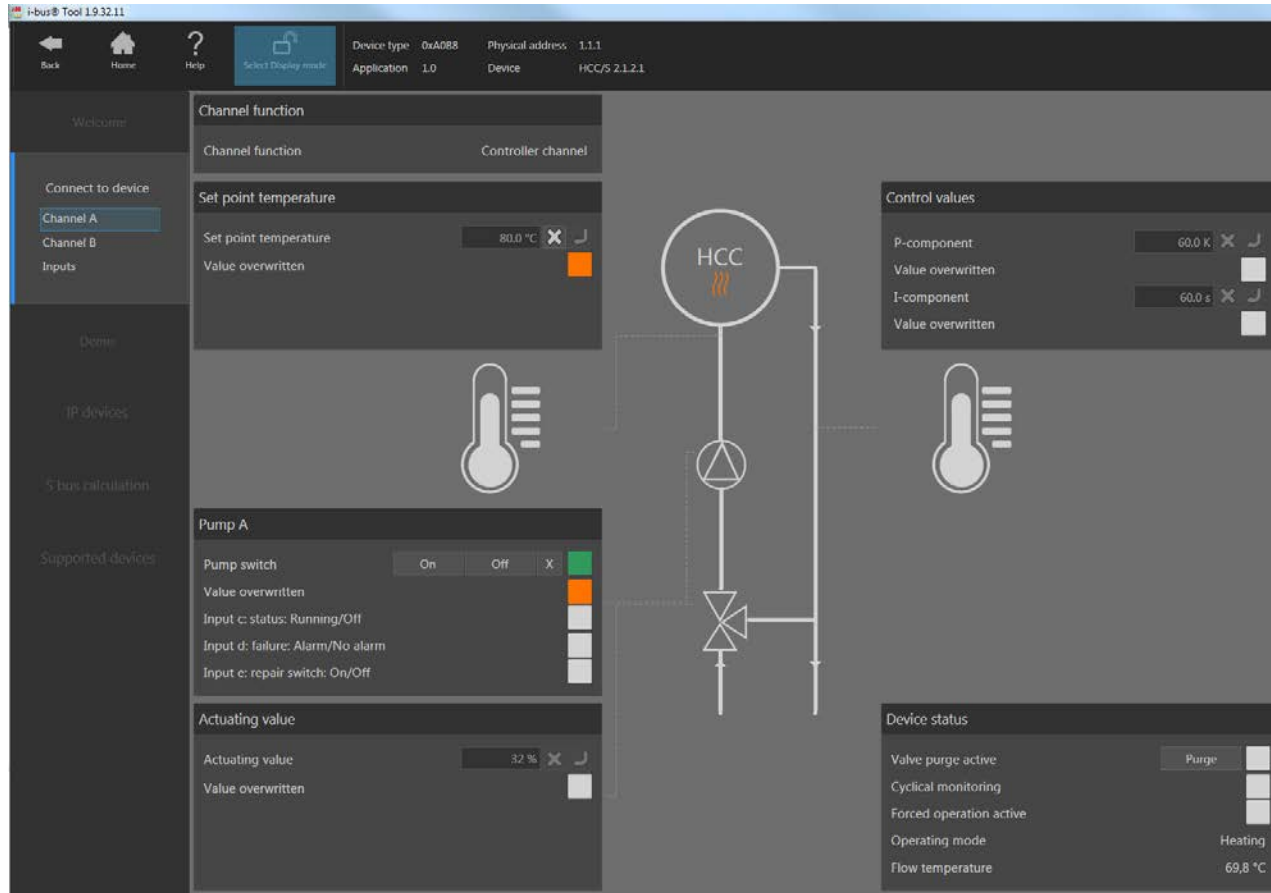 i-bus® Tool 1.9.32.11
Back
Home
Help
Select Display mode
Device type 0xA088 Physical address 1.1.1
Application 1.0 Device HCC/S 2.1.2.1
Welcome
Connect to device
Channel A
Channel B
Inputs
Demo
IP devices
S bus calculation
Supported devices
Channel function
Channel function Controller channel
Set point temperature
Set point temperature 80.0 °C
Value overwritten
HCC
Control values
P-component 60.0 K
Value overwritten
I-component 60.0 s
Value overwritten
Pump A
Pump switch On Off X
Value overwritten
Input c: status: Running/Off
Input d: failure: Alarm/No alarm
Input e: repair switch: On/Off
Actuating value
Actuating value 32 %
Value overwritten
Device status
Valve purge active Purge
Cyclical monitoring
Forced operation active
Operating mode Heating
Flow temperature 69,8 °C